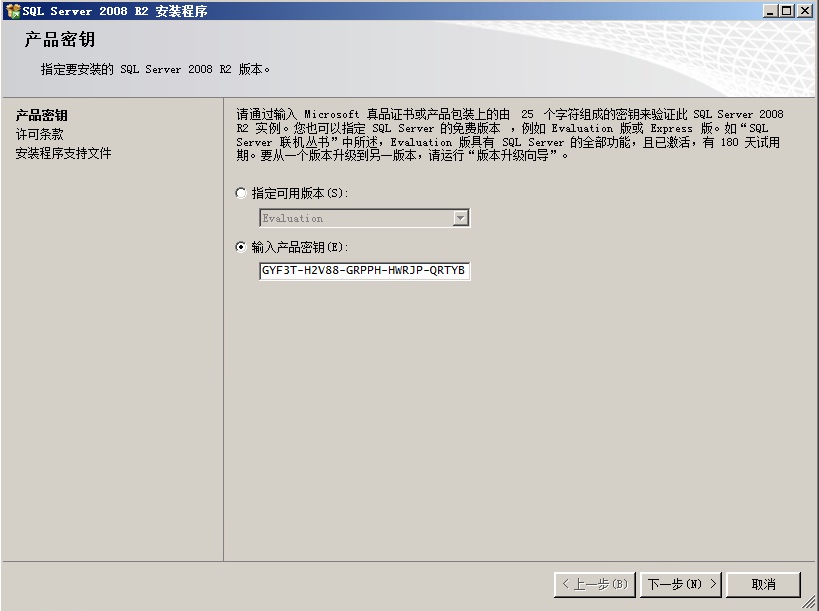 SQL Server 2008 R2 安装程序
产品密钥
指定要安装的 SQL Server 2008 R2 版本。
产品密钥
许可条款
安装程序支持文件
请通过输入 Microsoft 真品证书或产品包装上的由 25 个字符组成的密钥来验证此 SQL Server 2008
R2 实例。您也可以指定 SQL Server 的免费版本 ，例如 Evaluation 版或 Express 版。如“SQL
Server 联机丛书”中所述，Evaluation 版具有 SQL Server 的全部功能，且已激活，有 180 天试用
期。要从一个版本升级到另一版本，请运行“版本升级向导”。
指定可用版本(S):
Evaluation
输入产品密钥(E):
GYF3T-H2V88-GRPPH-HWRJP-QRTYB
< 上一步(B) 下一步(N) > 取消